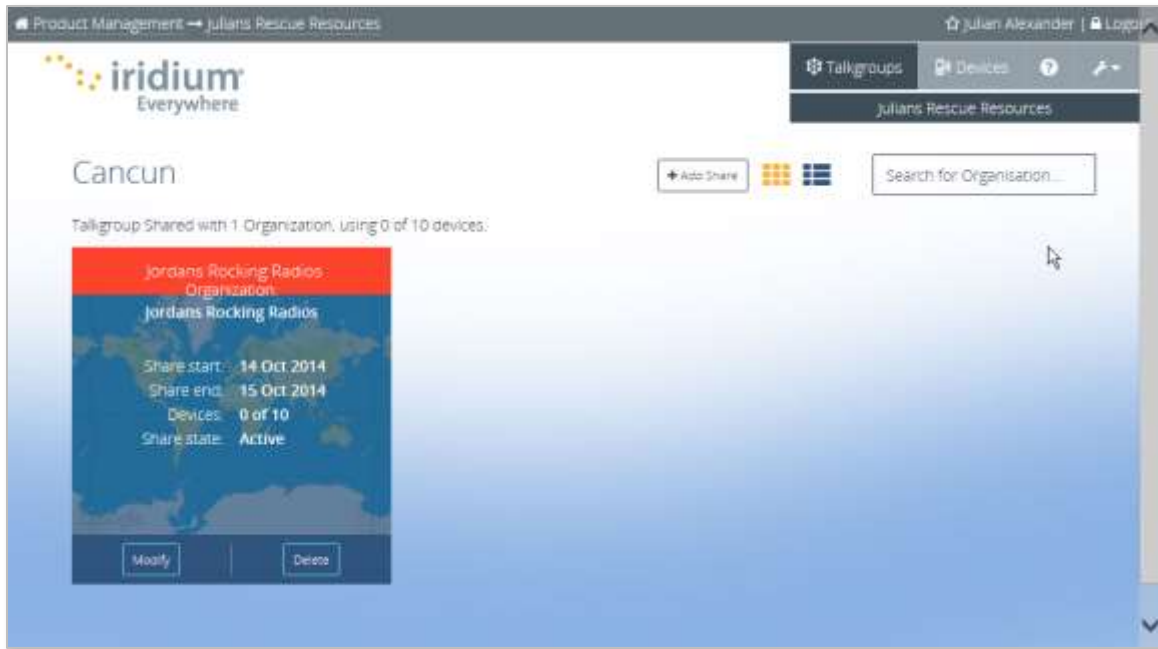 Product Management → Julians Rescue Resources
Julian Alexander |
iridium
Everywhere
Talkgroups
Devices
?
Julians Rescue Resources
Cancun
+ Add Share
Search for Organisation...
Talkgroup Shared with 1 Organization, using 0 of 10 devices.
Jordans Rocking Radios
Organization
Jordans Rocking Radios
Share start: 14 Oct 2014
Share end: 15 Oct 2014
Devices: 0 of 10
Share state: Active
Modify
Delete